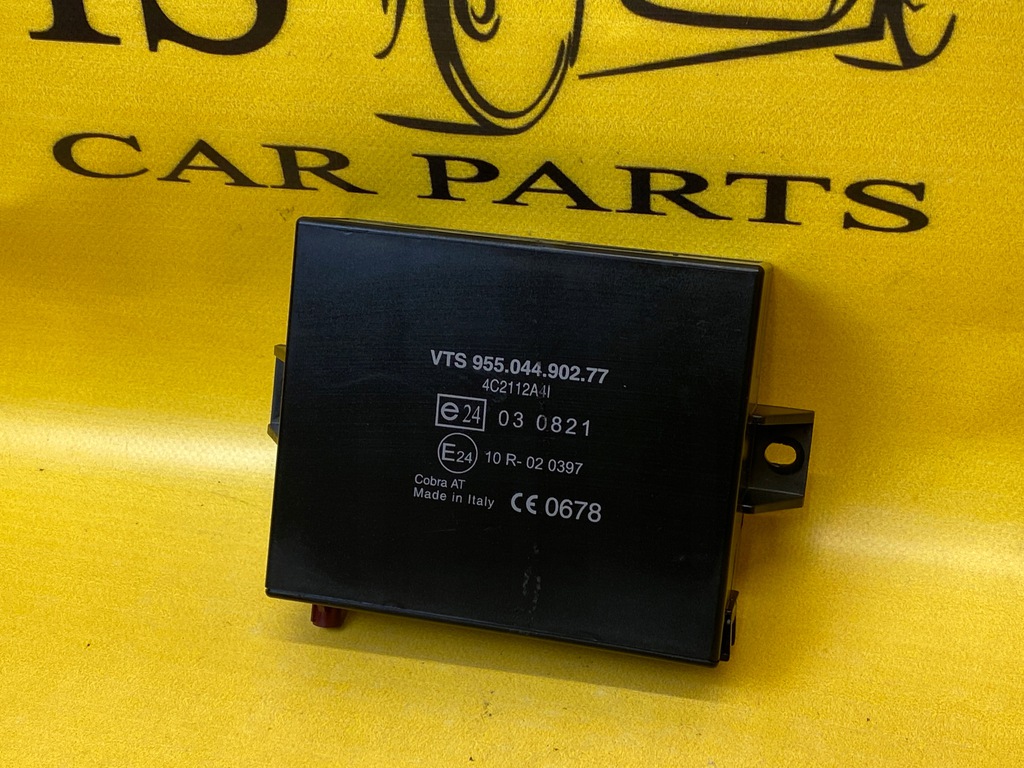 IS
CAR PARTS
VTS 955.044.902.77
4C2112A4I
e24 03 0821
E24 10 R- 02 0397
Cobra AT
Made in Italy CE 0678